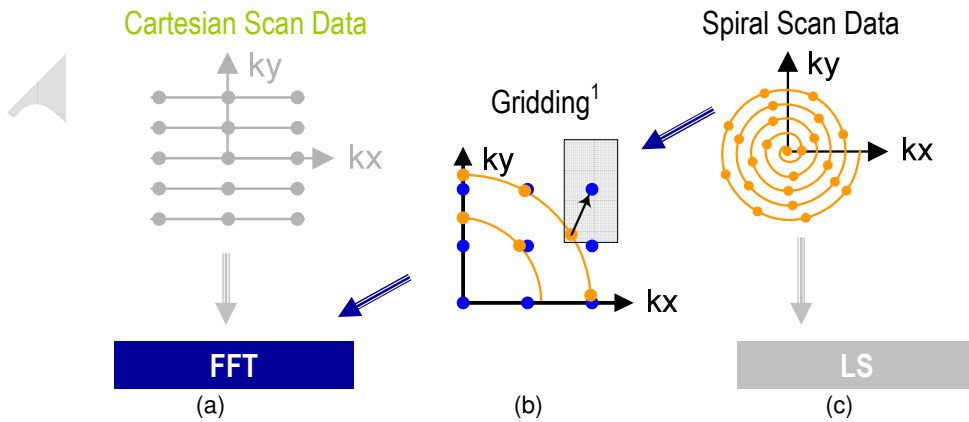 Cartesian Scan Data
ky
kx
FFT
(a)
Gridding1
ky
kx
(b)
Spiral Scan Data
ky
kx
LS
(c)